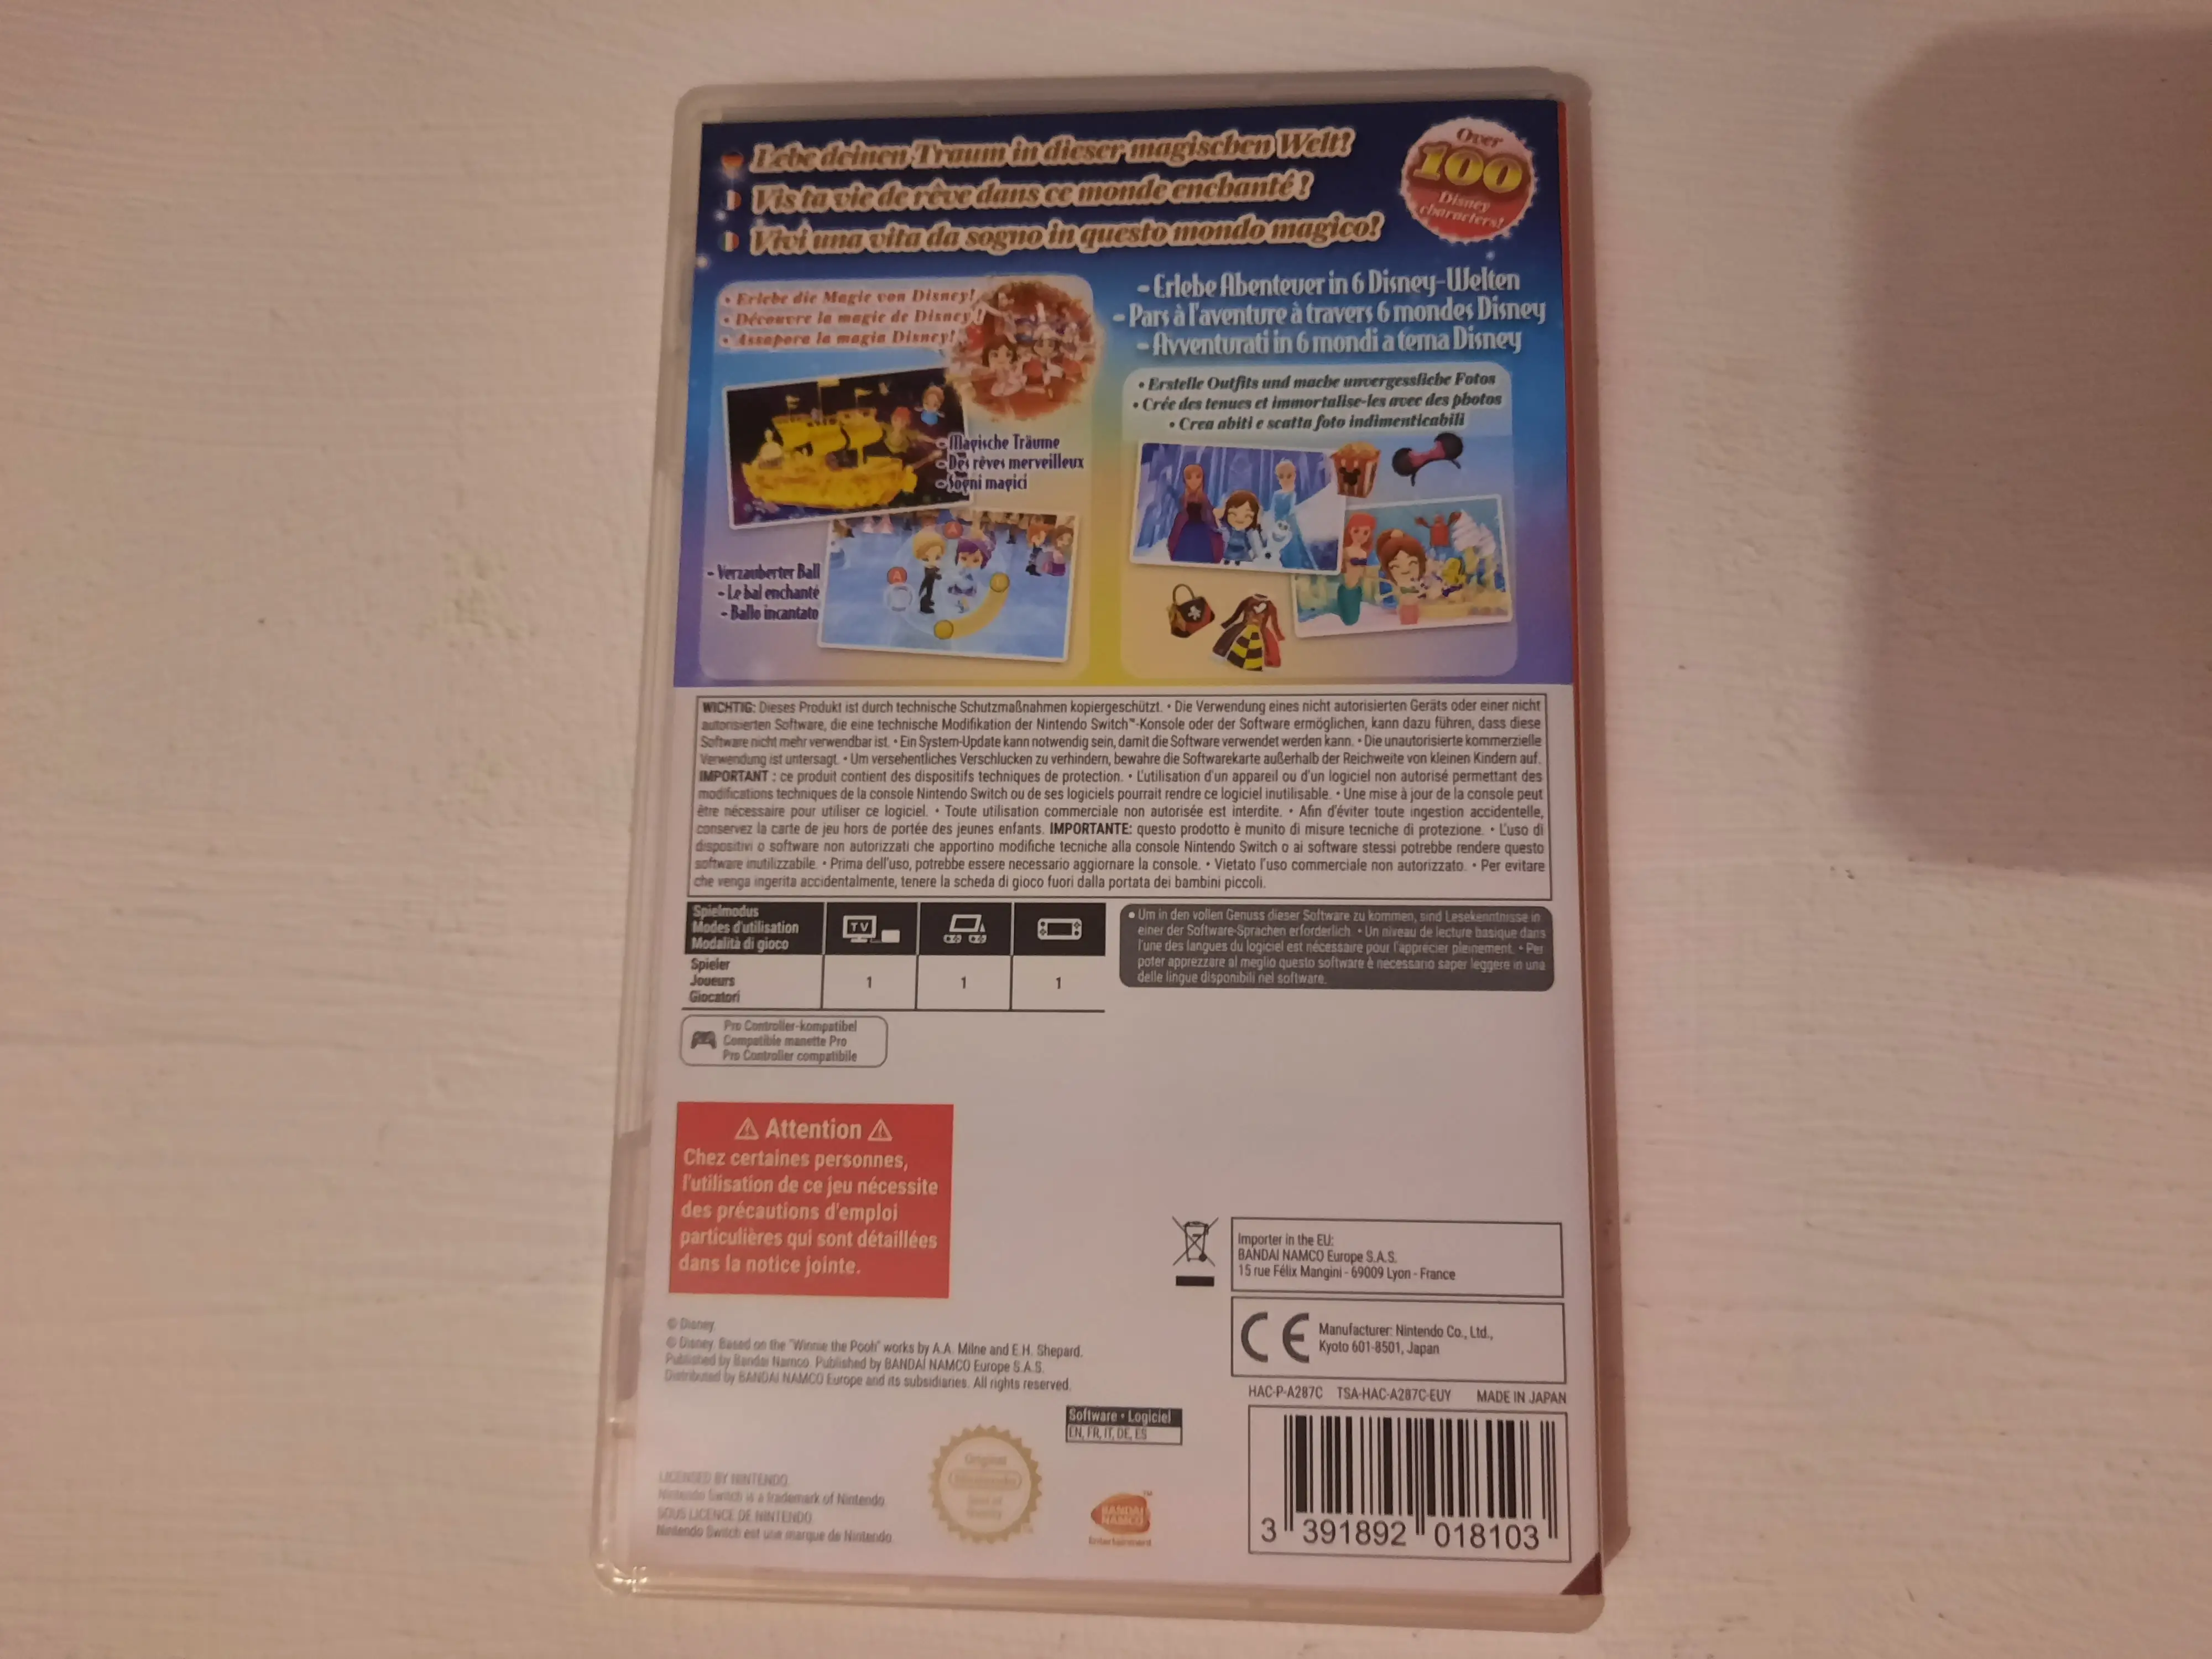 Lebe deinen Traum in dieser magischen Welt!
Vis ta vie de rêve dans ce monde enchanté !
Vivi una vita da sogno in questo mondo magico!
Over
100
Disney
characters!
• Erlebe die Magie von Disney!
• Découvre la magie de Disney !
• Assapora la magia Disney!
- Magische Träume
- Des rêves merveilleux
- Sogni magici
- Verzauberter Ball
- Le bal enchanté
- Ballo incantato
- Erlebe Abenteuer in 6 Disney-Welten
- Pars à l'aventure à travers 6 mondes Disney
- Avventurati in 6 mondi a tema Disney
• Erstelle Outfits und mache unvergessliche Fotos
• Crée des tenues et immortalise-les avec des photos
• Crea abiti e scatta foto indimenticabili
WICHTIG: Dieses Produkt ist durch technische Schutzmaßnahmen kopiergeschützt. • Die Verwendung eines nicht autorisierten Geräts oder einer nicht
autorisierten Software, die eine technische Modifikation der Nintendo Switch™-Konsole oder der Software ermöglichen, kann dazu führen, dass diese
Software nicht mehr verwendbar ist. • Ein System-Update kann notwendig sein, damit die Software verwendet werden kann. • Die unautorisierte kommerzielle
Verwendung ist untersagt. • Um versehentliches Verschlucken zu verhindern, bewahre die Softwarekarte außerhalb der Reichweite von kleinen Kindern auf.
IMPORTANT : ce produit contient des dispositifs techniques de protection. • L'utilisation d'un appareil ou d'un logiciel non autorisé permettant des
modifications techniques de la console Nintendo Switch ou de ses logiciels pourrait rendre ce logiciel inutilisable. • Une mise à jour de la console peut
être nécessaire pour utiliser ce logiciel. • Toute utilisation commerciale non autorisée est interdite. • Afin d'éviter toute ingestion accidentelle,
conservez la carte de jeu hors de portée des jeunes enfants. IMPORTANTE: questo prodotto è munito di misure tecniche di protezione. • L'uso di
dispositivi o software non autorizzati che apportino modifiche tecniche alla console Nintendo Switch o ai software stessi potrebbe rendere questo
software inutilizzabile. • Prima dell'uso, potrebbe essere necessario aggiornare la console. • Vietato l'uso commerciale non autorizzato. • Per evitare
che venga ingerita accidentalmente, tenere la scheda di gioco fuori dalla portata dei bambini piccoli.
Spielmodus
Modes d'utilisation
Modalità di gioco
TV
Spieler
Joueurs
Giocatori
1 1 1
• Um in den vollen Genuss dieser Software zu kommen, sind Lesekenntnisse in
einer der Software-Sprachen erforderlich. • Un niveau de lecture basique dans
l'une des langues du logiciel est nécessaire pour l'apprécier pleinement. • Per
poter apprezzare al meglio questo software è necessario saper leggere in una
delle lingue disponibili nel software.
Pro Controller-kompatibel
Compatible manette Pro
Pro Controller compatibile
⚠ Attention ⚠
Chez certaines personnes,
l'utilisation de ce jeu nécessite
des précautions d'emploi
particulières qui sont détaillées
dans la notice jointe.
Importer in the EU:
BANDAI NAMCO Europe S.A.S.
15 rue Félix Mangini - 69009 Lyon - France
CE
Manufacturer: Nintendo Co., Ltd.,
Kyoto 601-8501, Japan
© Disney
© Disney. Based on the "Winnie the Pooh" works by A.A. Milne and E.H. Shepard.
Published by Bandai Namco. Published by BANDAI NAMCO Europe S.A.S.
Distributed by BANDAI NAMCO Europe and its subsidiaries. All rights reserved.
HAC-P-A287C TSA-HAC-A287C-EUY MADE IN JAPAN
Software • Logiciel
EN, FR, IT, DE, ES
LICENSED BY NINTENDO.
Nintendo Switch is a trademark of Nintendo.
SOUS LICENCE DE NINTENDO.
Nintendo Switch est une marque de Nintendo.
Original
Nintendo
Seal of
Quality
BANDAI
NAMCO
Entertainment
3 391892 018103